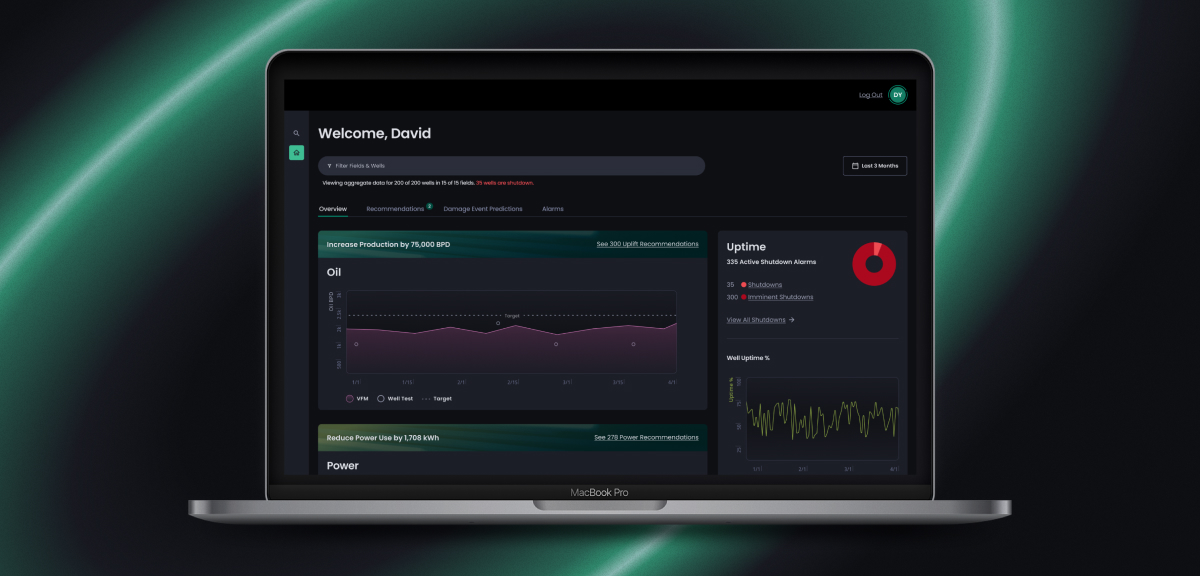 Log Out
DY
Welcome, David
Filter Fields & Wells
Last 3 Months
Viewing aggregate data for 200 of 200 wells in 15 of 15 fields. 35 wells are shutdown.
Overview
Recommendations 2
Damage Event Predictions
Alarms
Increase Production by 75,000 BPD
See 300 Uplift Recommendations
Oil
Oil BPD
Target
1/1
1/15
2/1
2/15
3/1
3/15
4/1
VFM
Well Test
Target
Reduce Power Use by 1,708 kWh
See 278 Power Recommendations
Power
Uptime
335 Active Shutdown Alarms
35 Shutdowns
300 Imminent Shutdowns
View All Shutdowns
Well Uptime %
Uptime %
100
75
50
25
1/1
2/1
3/1
4/1
MacBook Pro